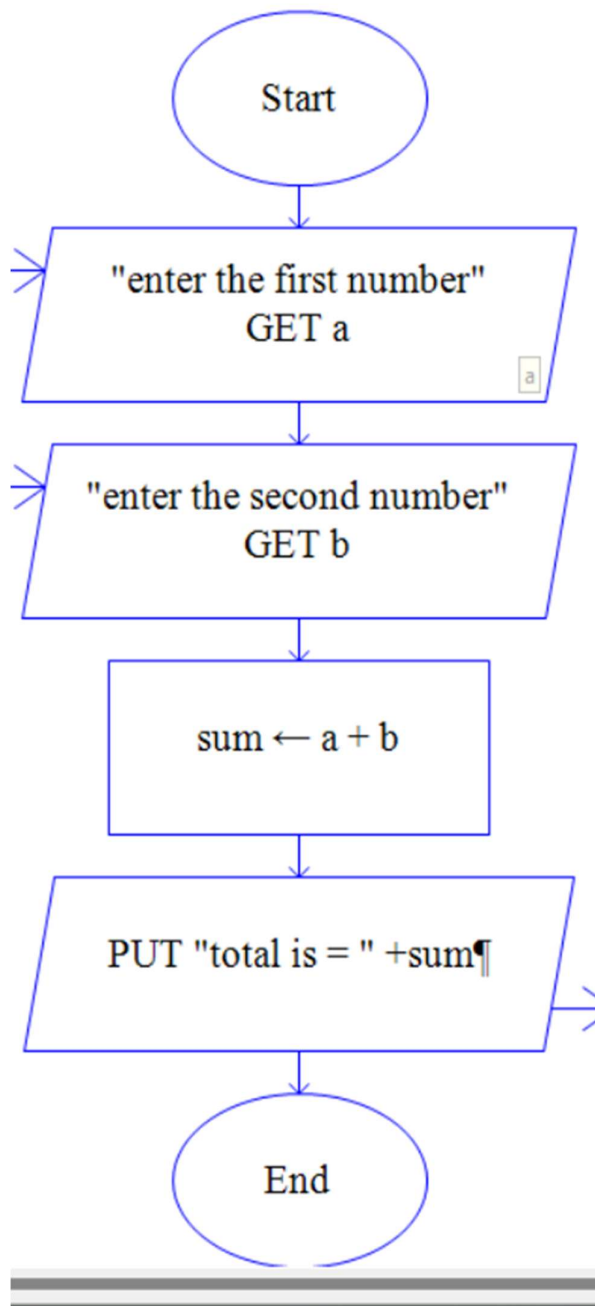 Start
"enter the first number"
GET a
a
"enter the second number"
GET b
sum ← a + b
PUT "total is = " +sum¶
End